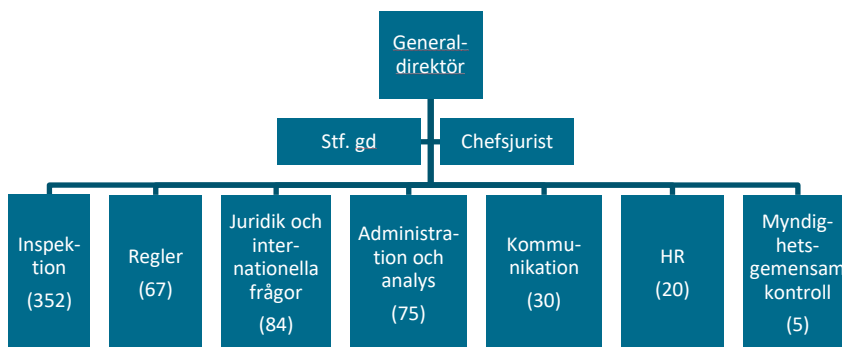 General-
direktör
Stf. gd
Chefsjurist
Inspek-
tion
(352)
Regler
(67)
Juridik och
inter-
nationella
frågor
(84)
Administra-
tion och
analys
(75)
Kommu-
nikation
(30)
HR
(20)
Myndig-
hets-
gemensam
kontroll
(5)